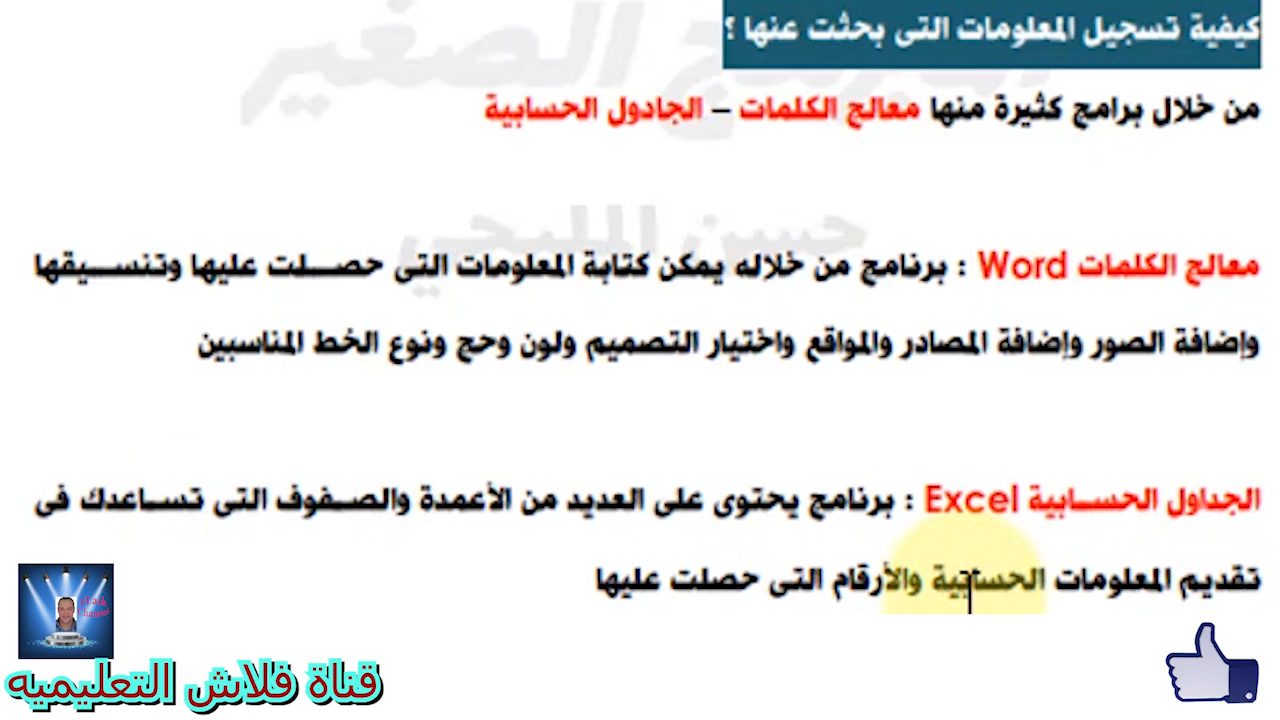 كيفية تسجيل المعلومات التى بحثت عنها ؟
من خلال برامج كثيرة منها معالج الكلمات – الجادول الحسابية
حسن المليجي
معالج الكلمات Word : برنامج من خلاله يمكن كتابة المعلومات التى حصلت عليها وتنسيقها
وإضافة الصور وإضافة المصادر والمواقع واختيار التصميم ولون وحج ونوع الخط المناسبين
الجداول الحسابية Excel : برنامج يحتوى على العديد من الأعمدة والصفوف التى تساعدك فى
تقديم المعلومات الحسابية والأرقام التى حصلت عليها
قناة فلاش التعليميه